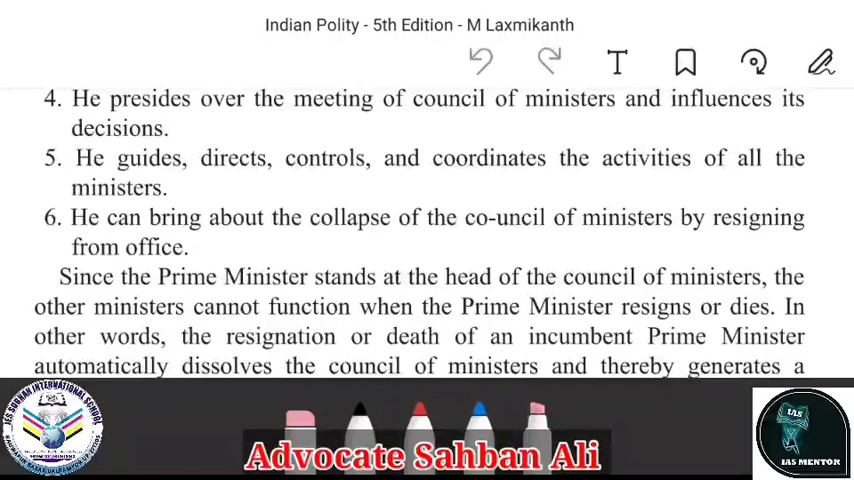 Indian Polity - 5th Edition - M Laxmikanth
T
4. He presides over the meeting of council of ministers and influences its
decisions.
5. He guides, directs, controls, and coordinates the activities of all the
ministers.
6. He can bring about the collapse of the co-uncil of ministers by resigning
from office.
Since the Prime Minister stands at the head of the council of ministers, the
other ministers cannot function when the Prime Minister resigns or dies. In
other words, the resignation or death of an incumbent Prime Minister
automatically dissolves the council of ministers and thereby generates a
Advocate Sahban Ali
IAS
IAS MENTOR